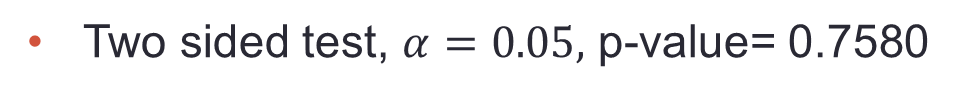 • Two sided test, 𝛼 = 0.05, p-value= 0.7580